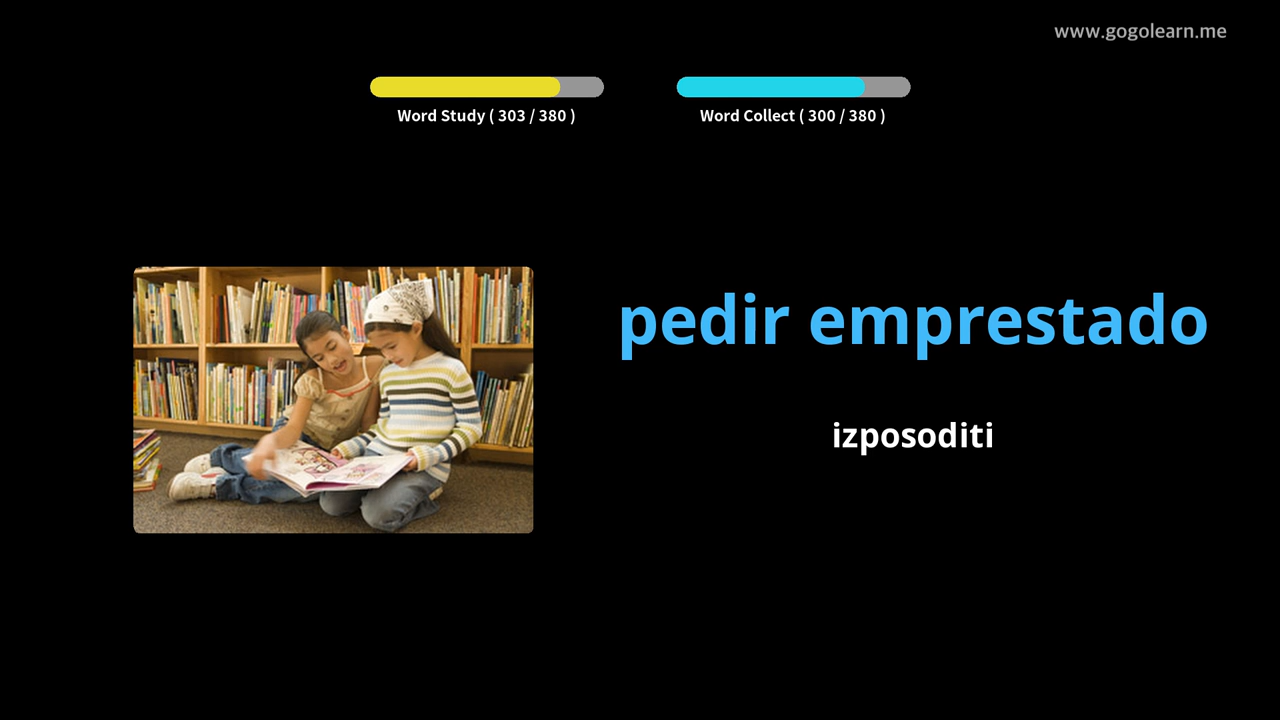 www.gogolearn.me
Word Study ( 303 / 380 )
Word Collect ( 300 / 380 )
pedir emprestado
izposoditi